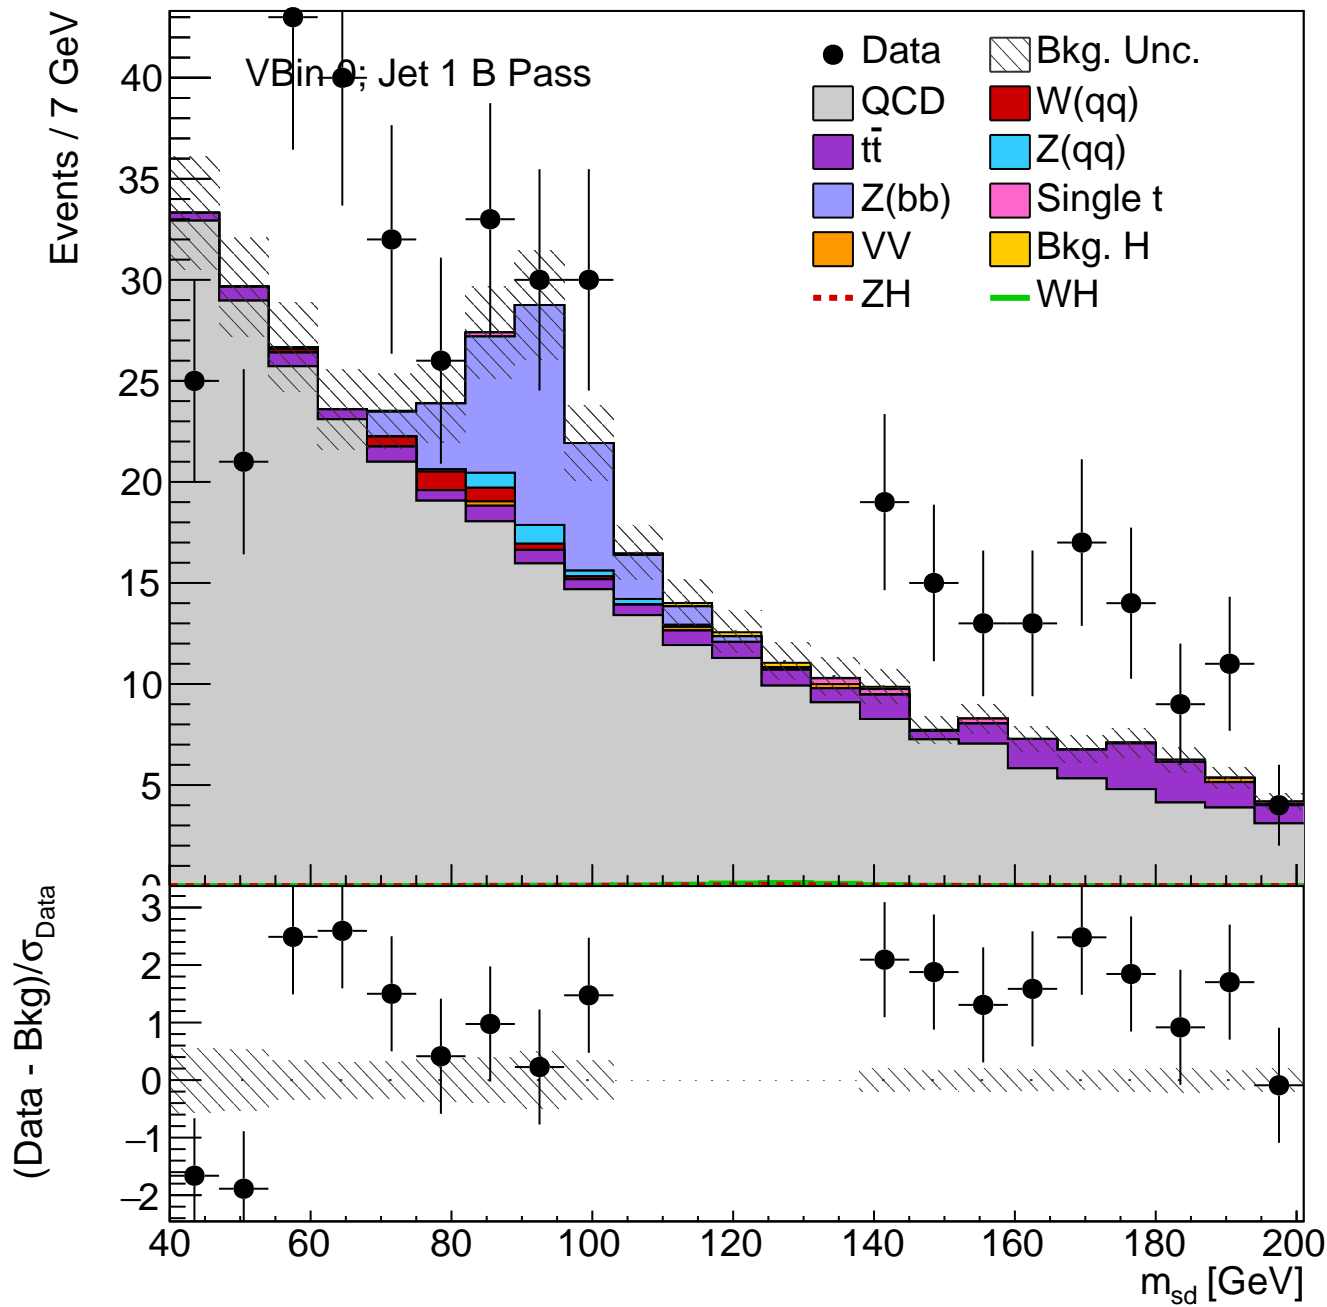 Events / 7 GeV
VBin 0; Jet 1 B Pass
Data
Bkg. Unc.
QCD
W(qq)
tt̄
Z(qq)
Z(bb)
Single t
VV
Bkg. H
ZH
WH
40
35
30
25
20
15
10
5
0
(Data - Bkg)/σData
3
2
1
0
−1
−2
40 60 80 100 120 140 160 180 200
msd [GeV]